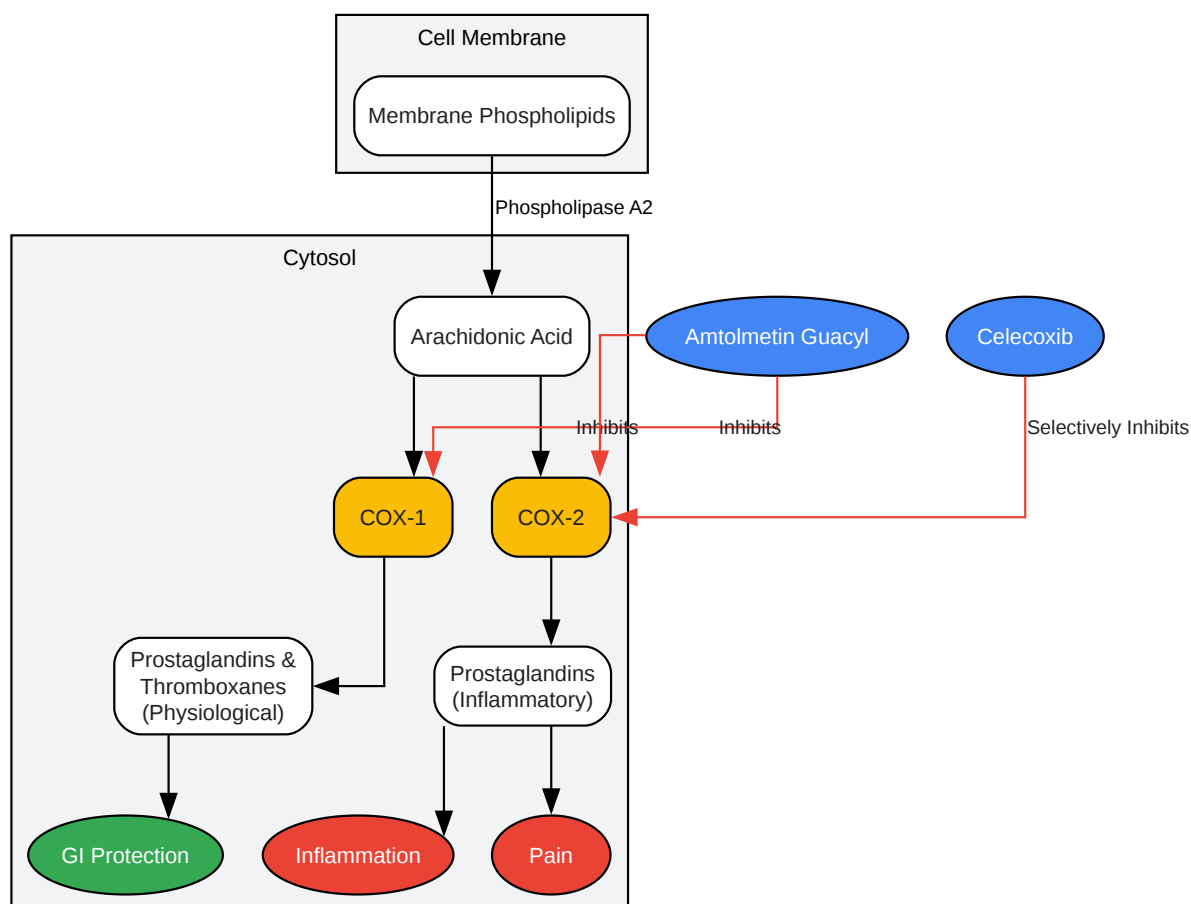 Cell Membrane
Membrane Phospholipids
Phospholipase A2
Cytosol
Arachidonic Acid
Amtolmetin Guacyl
Celecoxib
Inhibits
Inhibits
Selectively Inhibits
COX-1
COX-2
Prostaglandins &
Thromboxanes
(Physiological)
Prostaglandins
(Inflammatory)
GI Protection
Inflammation
Pain